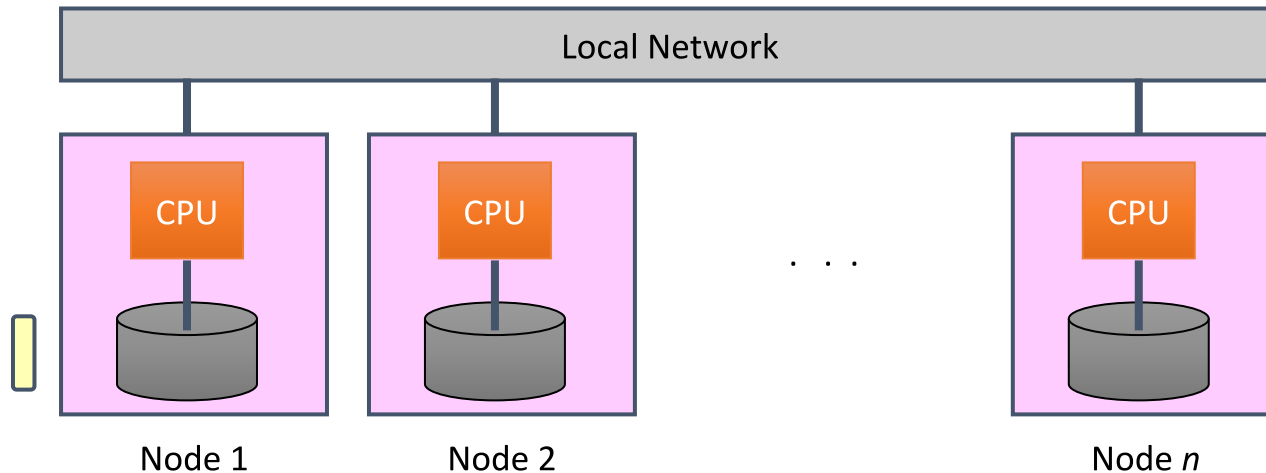 Local Network
CPU
CPU
CPU
. . .
Node 1
Node 2
Node n